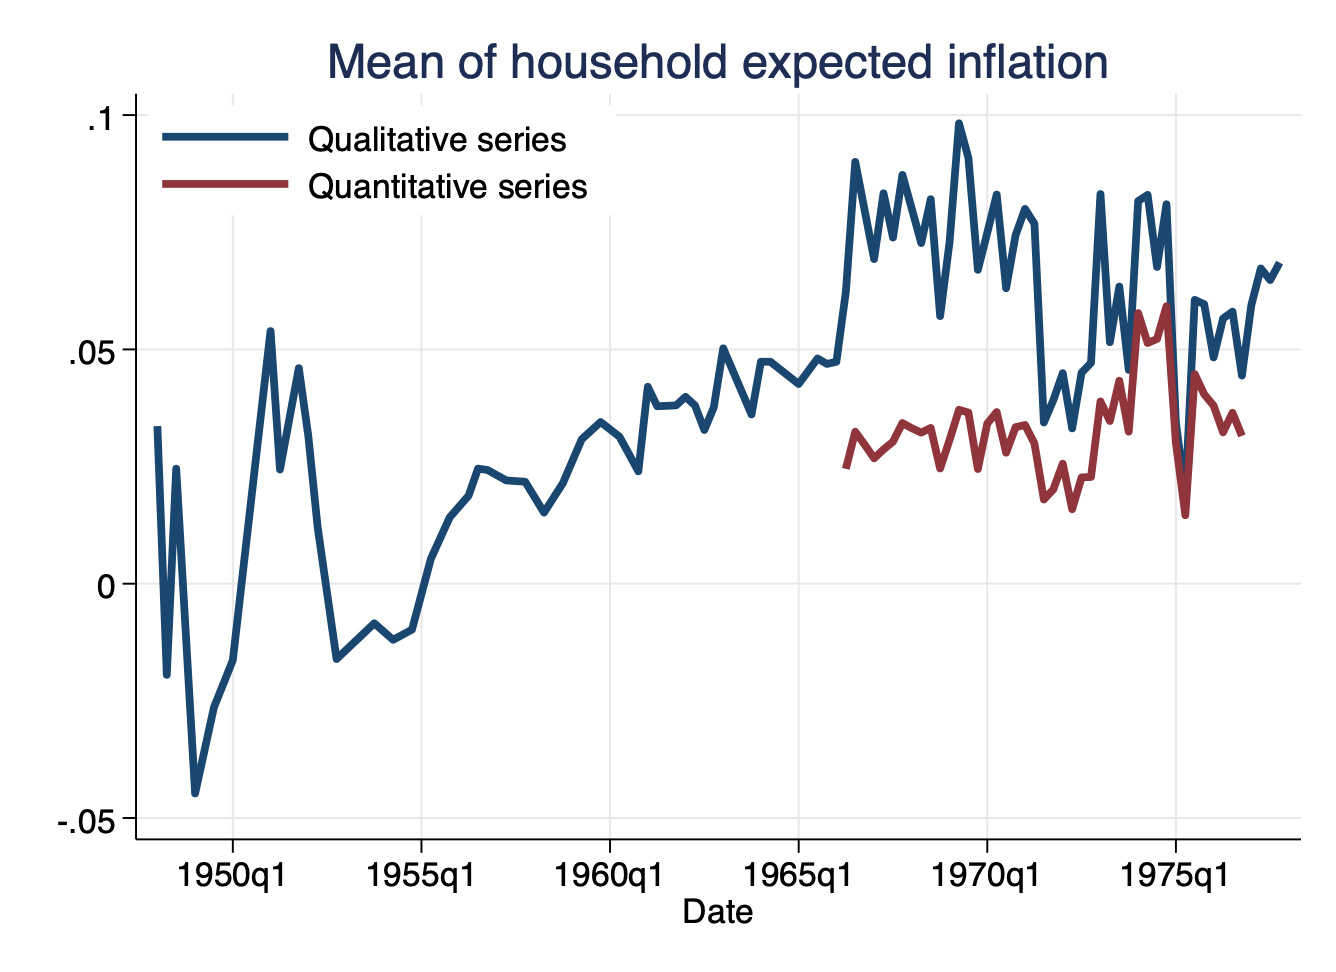 Mean of household expected inflation
Qualitative series
Quantitative series
.1
.05
0
-.05
1950q1 1955q1 1960q1 1965q1 1970q1 1975q1
Date